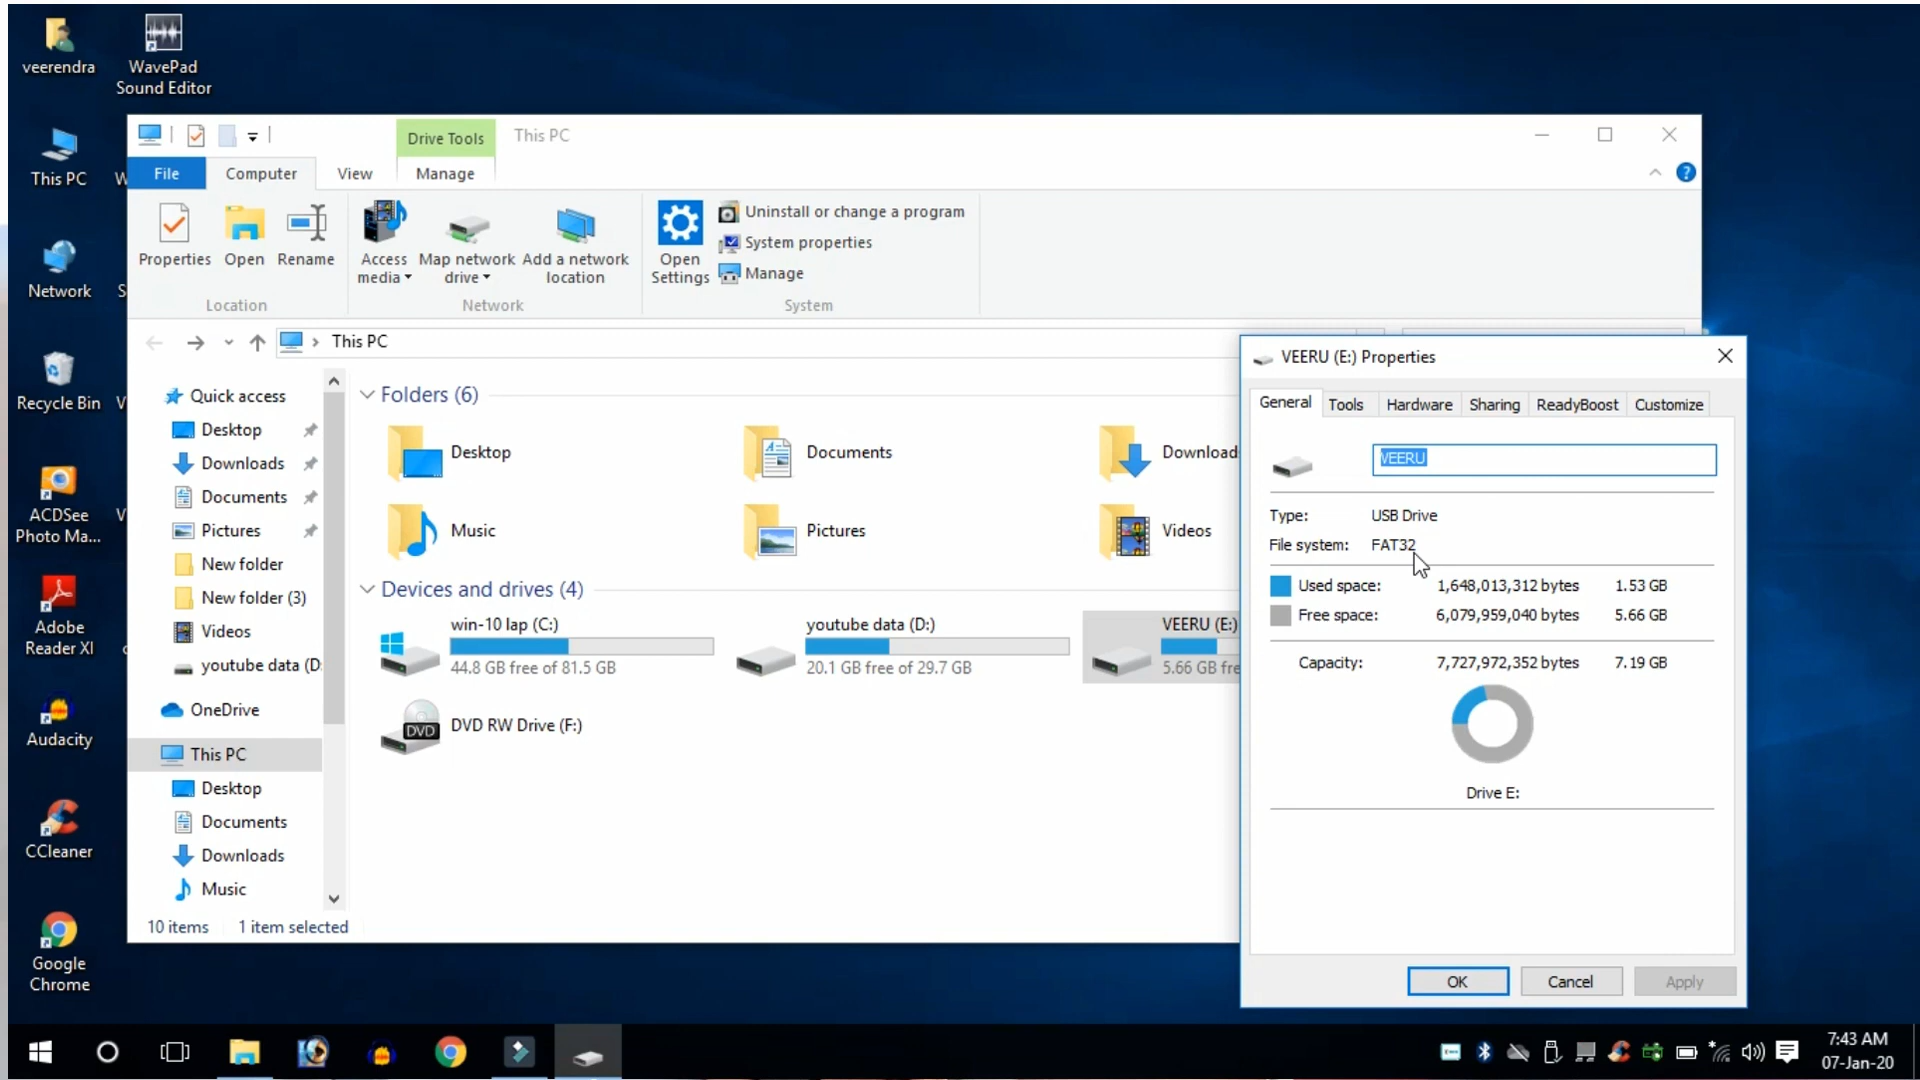 veerendra
WavePad
Sound Editor
This PC
W
Network
S
Recycle Bin
V
ACDSee
Photo Ma...
V
Adobe
Reader XI
Audacity
CCleaner
Google
Chrome
Drive Tools
This PC
File
Computer
View
Manage
Properties
Open
Rename
Location
Access
media
Map network
drive
Add a network
location
Network
Open
Settings
Uninstall or change a program
System properties
Manage
System
This PC
Quick access
Desktop
Downloads
Documents
Pictures
New folder
New folder (3)
Videos
youtube data (D:
OneDrive
This PC
Desktop
Documents
Downloads
Music
Folders (6)
Desktop
Documents
Download
Music
Pictures
Videos
Devices and drives (4)
win-10 lap (C:)
44.8 GB free of 81.5 GB
youtube data (D:)
20.1 GB free of 29.7 GB
VEERU (E:)
5.66 GB fre
DVD
DVD RW Drive (F:)
10 items
1 item selected
VEERU (E:) Properties
General
Tools
Hardware
Sharing
ReadyBoost
Customize
VEERU
Type: USB Drive
File system: FAT32
Used space: 1,648,013,312 bytes 1.53 GB
Free space: 6,079,959,040 bytes 5.66 GB
Capacity: 7,727,972,352 bytes 7.19 GB
Drive E:
OK
Cancel
Apply
7:43 AM
07-Jan-20